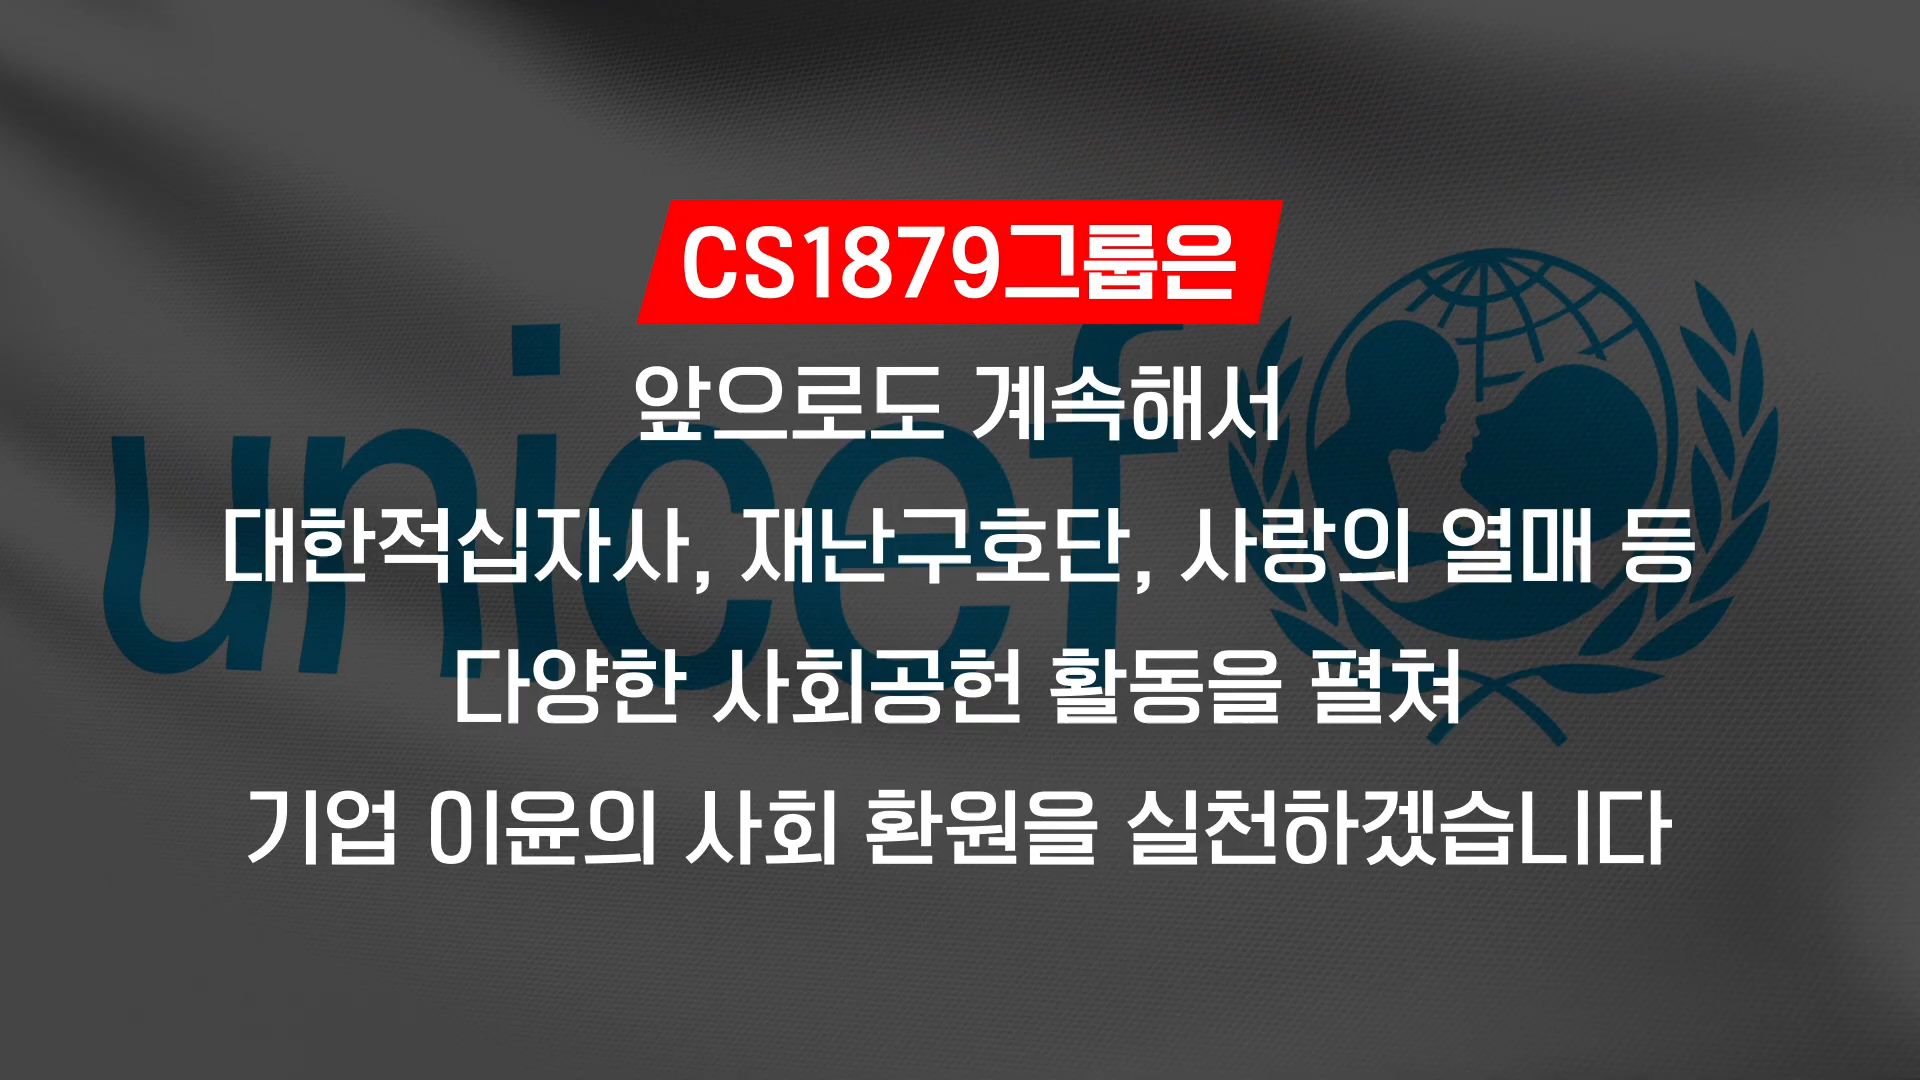 CS1879그룹은
앞으로도 계속해서
대한적십자사, 재난구호단, 사랑의 열매 등
다양한 사회공헌 활동을 펼쳐
기업 이윤의 사회 환원을 실천하겠습니다
unicef